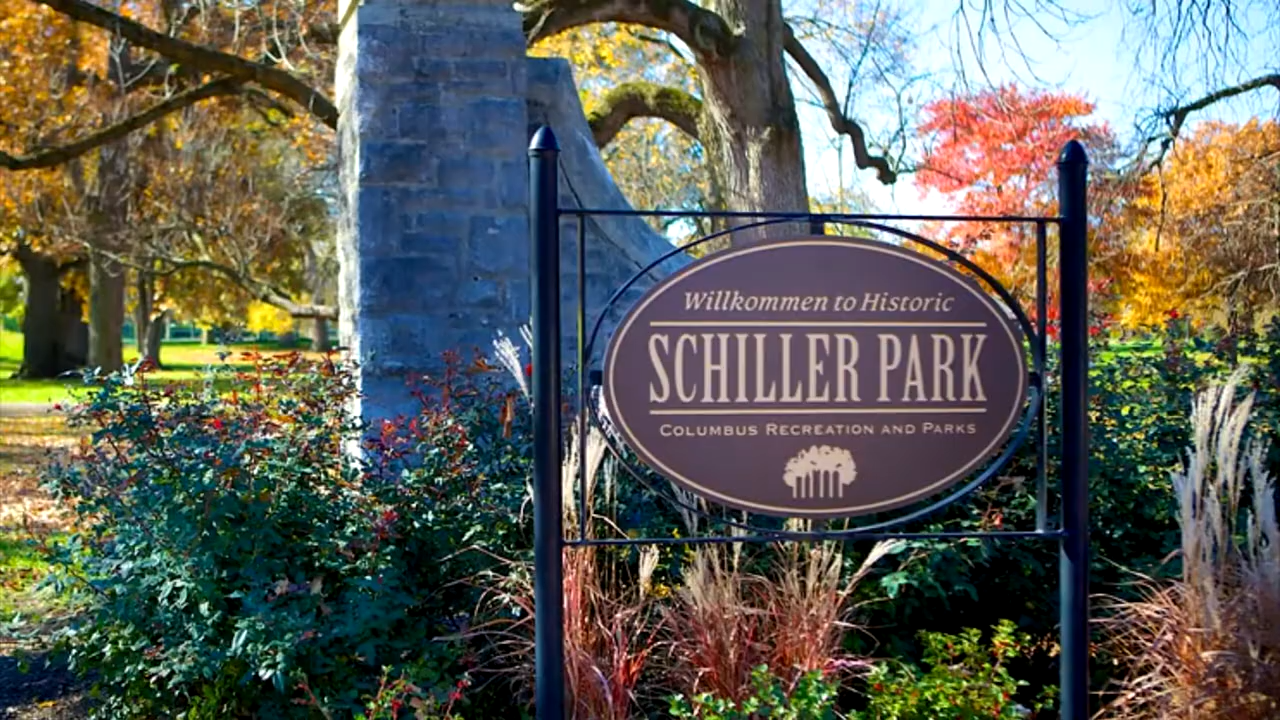 Willkommen to Historic
SCHILLER PARK
COLUMBUS RECREATION AND PARKS